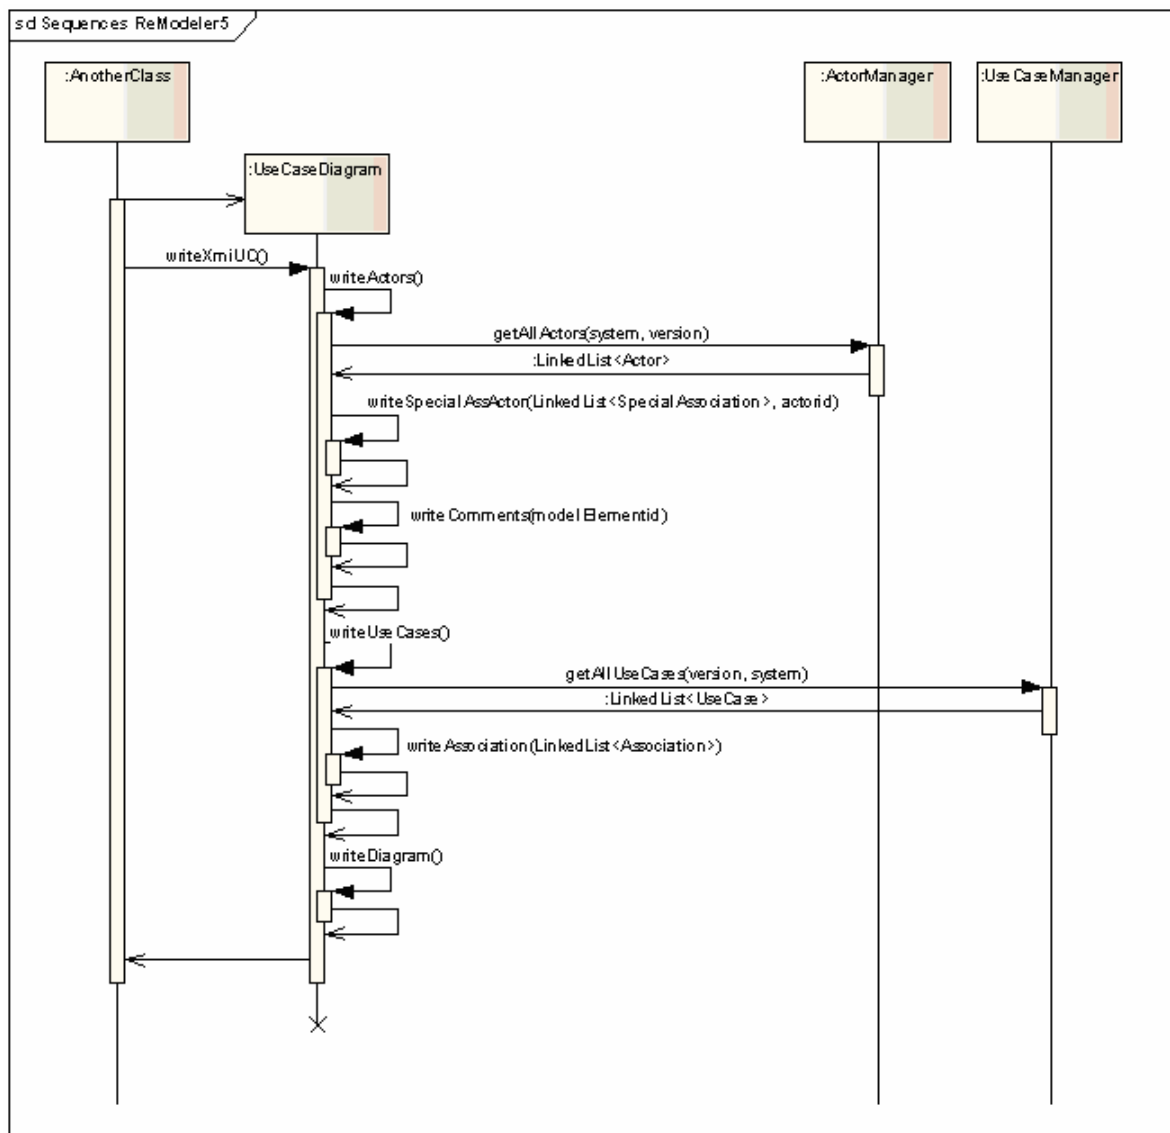 sd Sequences ReModeler5
:AnotherClass
:ActorManager
:UseCaseManager
:UseCaseDiagram
writeXmiUC()
writeActors()
getAllActors(system, version)
:LinkedList<Actor>
writeSpecialAssActor(LinkedList<SpecialAssociation>, actorid)
writeComments(modelElementid)
writeUseCases()
getAllUseCases(version, system)
:LinkedList<UseCase>
writeAssociation(LinkedList<Association>)
writeDiagram()